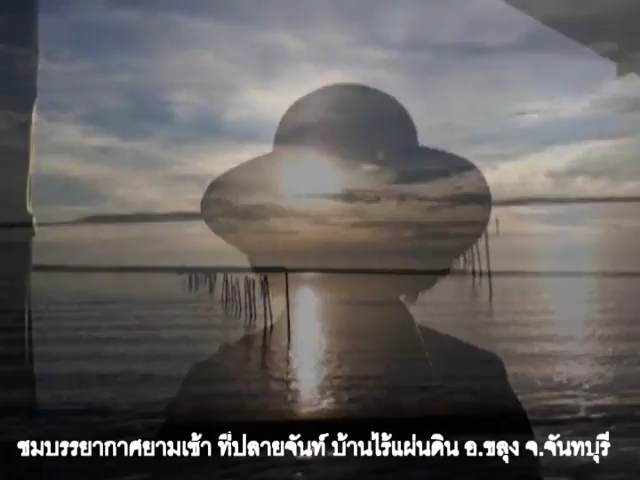 ชมบรรยากาศยามเช้า ที่ปลายจันท์ บ้านไร้แผ่นดิน อ.ขลุง จ.จันทบุรี